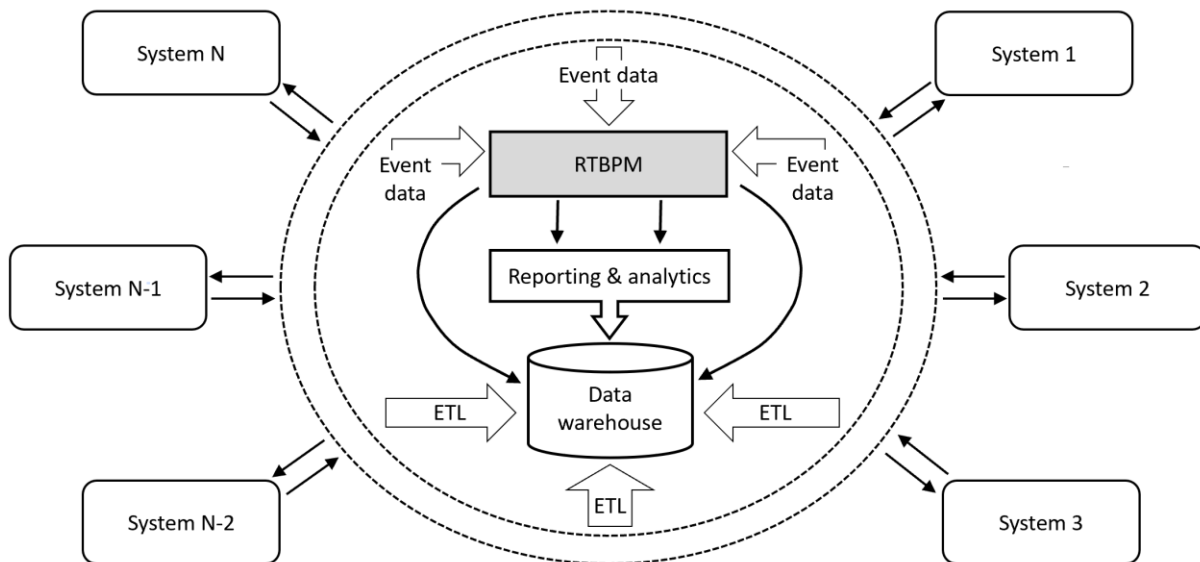 System N
System 1
Event data
Event
data
RTBPM
Event
data
System N-1
Reporting & analytics
System 2
Data
warehouse
ETL
ETL
ETL
System N-2
System 3